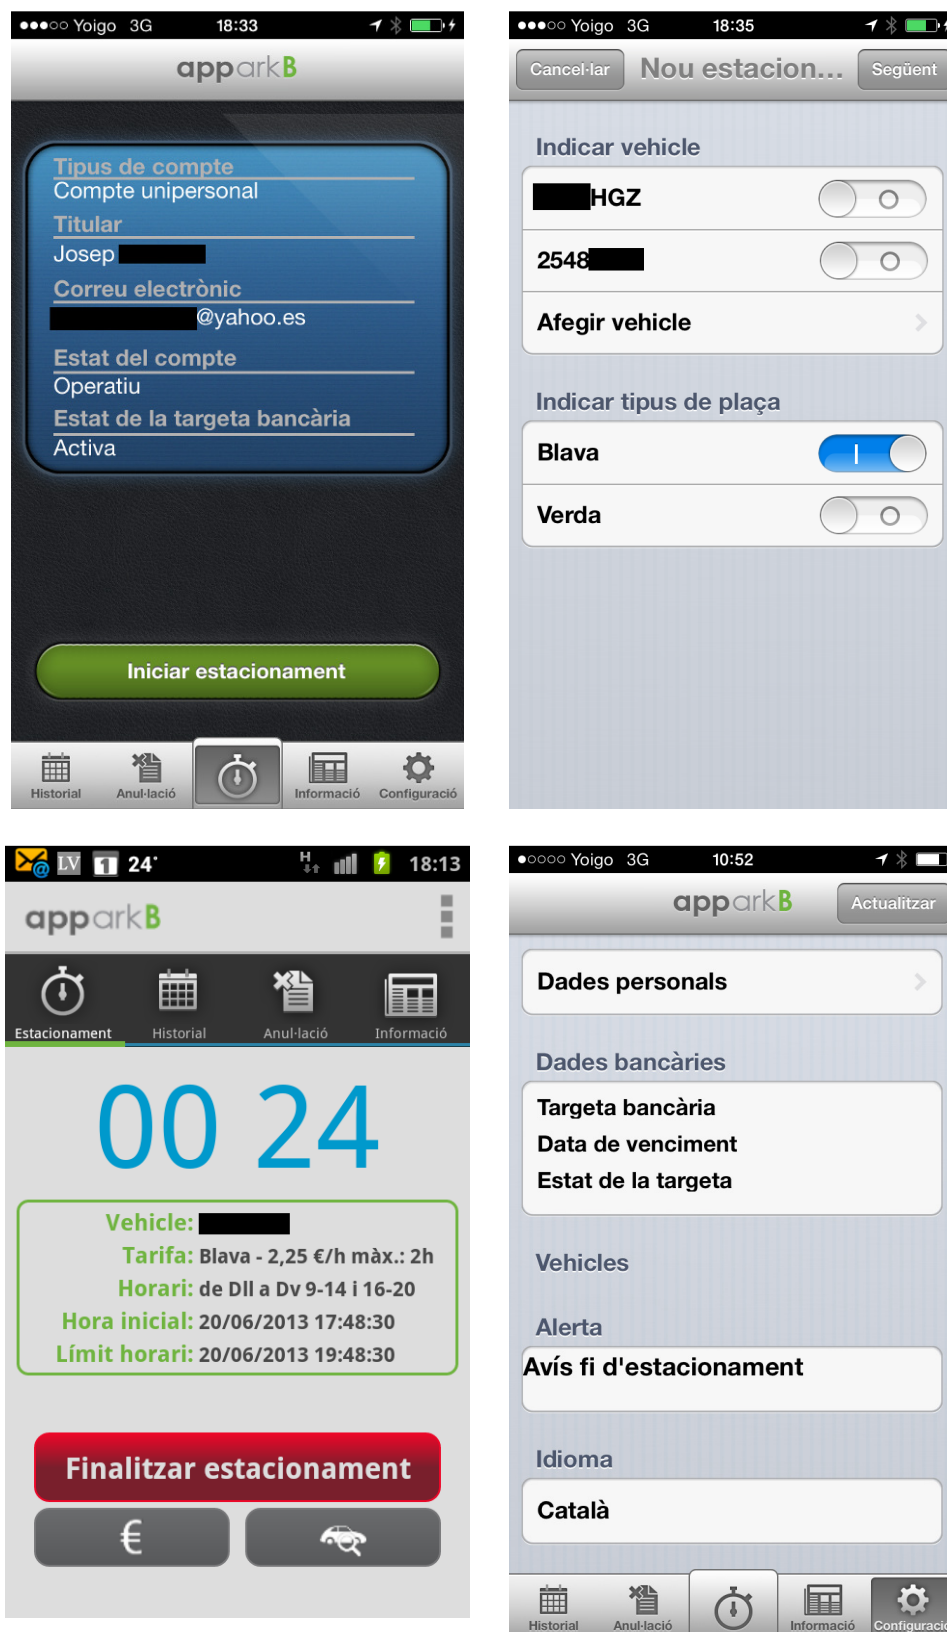 Yoigo 3G 18:33
appark B
Tipus de compte
Compte unipersonal
Titular
Josep
Correu electrònic
@yahoo.es
Estat del compte
Operatiu
Estat de la targeta bancària
Activa
Iniciar estacionament
Historial Anul·lació Informació Configuració
Yoigo 3G 18:35
Cancel·lar Nou estacion... Següent
Indicar vehicle
HGZ
2548
Afegir vehicle
Indicar tipus de plaça
Blava
Verda
LV 1 24° H 18:13
apparkB
Estacionament Historial Anul·lació Informació
00 24
Vehicle:
Tarifa: Blava - 2,25 €/h màx.: 2h
Horari: de Dll a Dv 9-14 i 16-20
Hora inicial: 20/06/2013 17:48:30
Límit horari: 20/06/2013 19:48:30
Finalitzar estacionament
€
Yoigo 3G 10:52
apparkB Actualitzar
Dades personals
Dades bancàries
Targeta bancària
Data de venciment
Estat de la targeta
Vehicles
Alerta
Avís fi d'estacionament
Idioma
Català
Historial Anul·lació Informació Configuració